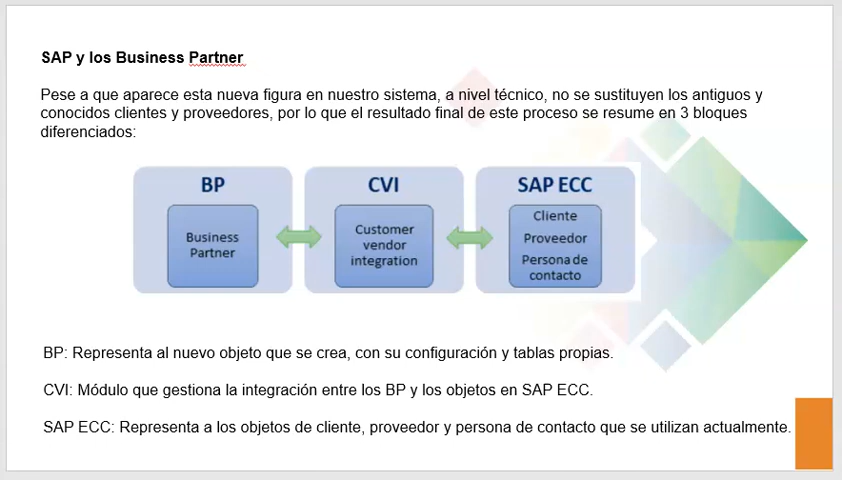 SAP y los Business Partner
Pese a que aparece esta nueva figura en nuestro sistema, a nivel técnico, no se sustituyen los antiguos y
conocidos clientes y proveedores, por lo que el resultado final de este proceso se resume en 3 bloques
diferenciados:
BP
Business
Partner
CVI
Customer
vendor
integration
SAP ECC
Cliente
Proveedor
Persona de
contacto
BP: Representa al nuevo objeto que se crea, con su configuración y tablas propias.
CVI: Módulo que gestiona la integración entre los BP y los objetos en SAP ECC.
SAP ECC: Representa a los objetos de cliente, proveedor y persona de contacto que se utilizan actualmente.